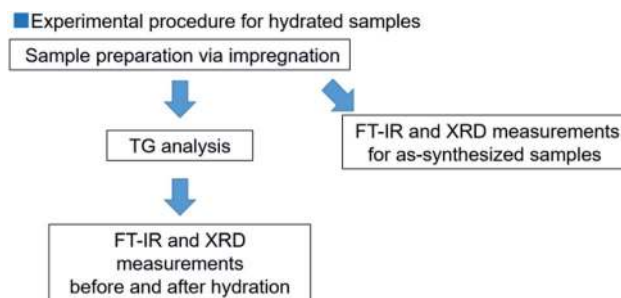 Experimental procedure for hydrated samples
Sample preparation via impregnation
TG analysis
FT-IR and XRD measurements
for as-synthesized samples
FT-IR and XRD
measurements
before and after hydration